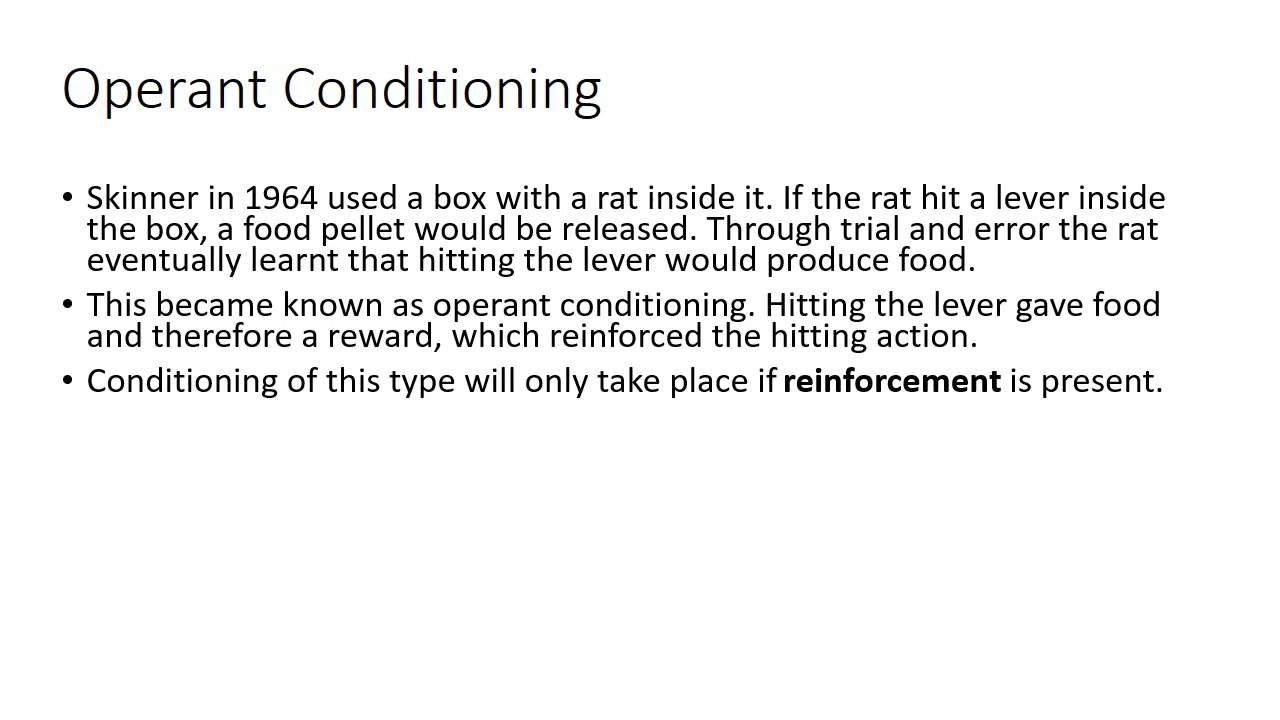 Operant Conditioning
• Skinner in 1964 used a box with a rat inside it. If the rat hit a lever inside
the box, a food pellet would be released. Through trial and error the rat
eventually learnt that hitting the lever would produce food.
• This became known as operant conditioning. Hitting the lever gave food
and therefore a reward, which reinforced the hitting action.
• Conditioning of this type will only take place if reinforcement is present.